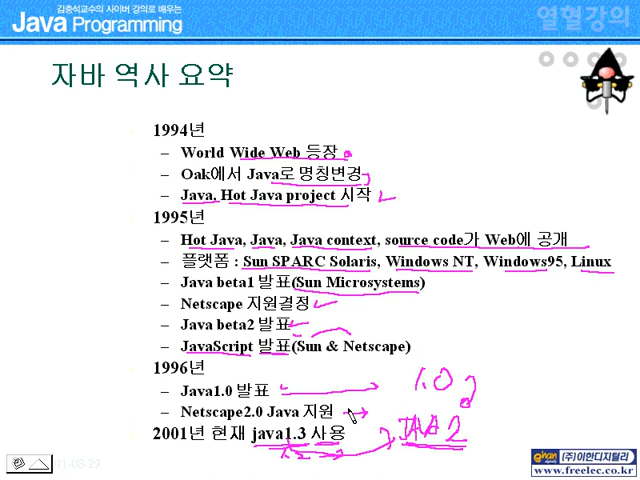 김충석교수의 사이버 강의로 배우는
Java Programming
열혈강의
자바 역사 요약
1994년
– World Wide Web 등장
– Oak에서 Java로 명칭변경
– Java, Hot Java project 시작
1995년
– Hot Java, Java, Java context, source code가 Web에 공개
– 플랫폼 : Sun SPARC Solaris, Windows NT, Windows95, Linux
– Java beta1 발표(Sun Microsystems)
– Netscape 지원결정
– Java beta2 발표
– JavaScript 발표(Sun & Netscape)
1996년
– Java1.0 발표
1.0
– Netscape2.0 Java 지원
2001년 현재 java1.3 사용
JAVA 2
1.2
01-03-29
(주)이한디지털리
www.freelec.co.kr